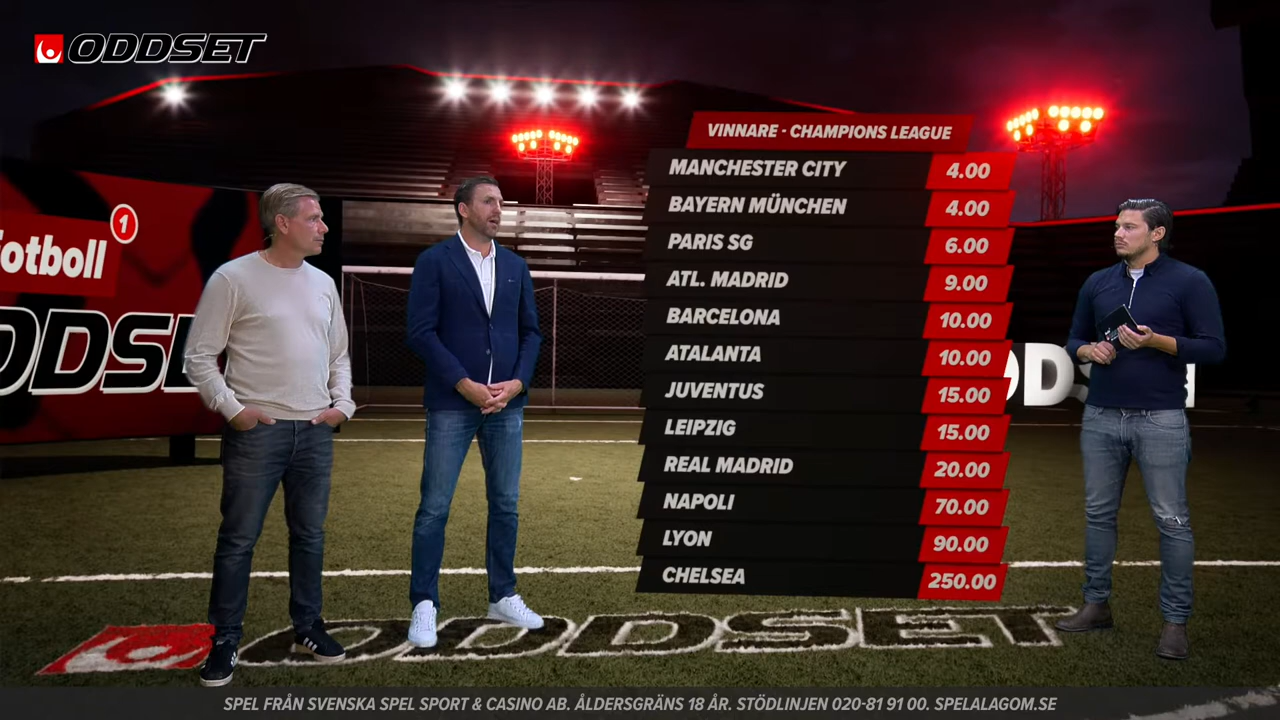 ODDSET
VINNARE - CHAMPIONS LEAGUE
MANCHESTER CITY 4.00
BAYERN MÜNCHEN 4.00
PARIS SG 6.00
ATL. MADRID 9.00
BARCELONA 10.00
ATALANTA 10.00
JUVENTUS 15.00
LEIPZIG 15.00
REAL MADRID 20.00
NAPOLI 70.00
LYON 90.00
CHELSEA 250.00
fotboll 1
ODDSE
ODDSET
SPEL FRÅN SVENSKA SPEL SPORT & CASINO AB. ÅLDERSGRÄNS 18 ÅR. STÖDLINJEN 020-81 91 00. SPELALAGOM.SE